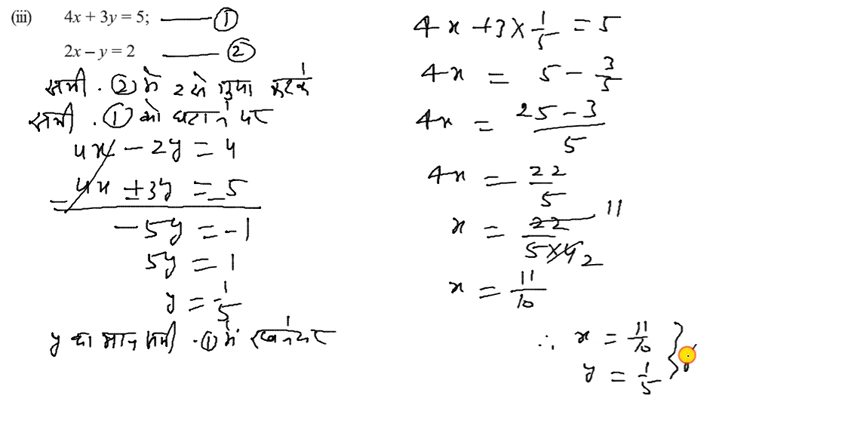 (iii) 4x + 3y = 5; ——— ①
2x – y = 2 ——— ②
समी. ② में 2 से गुणा करके
समी. ① को घटाने पर
4x – 2y = 4
4x + 3y = 5
–5y = –1
5y = 1
y = 1/5
y का मान समी. ① में रखने पर
4x + 3 × 1/5 = 5
4x = 5 – 3/5
4x = 25 – 3 / 5
4x = 22/5
x = 22 / 5×4 11 2
x = 11/10
∴ x = 11/10
y = 1/5